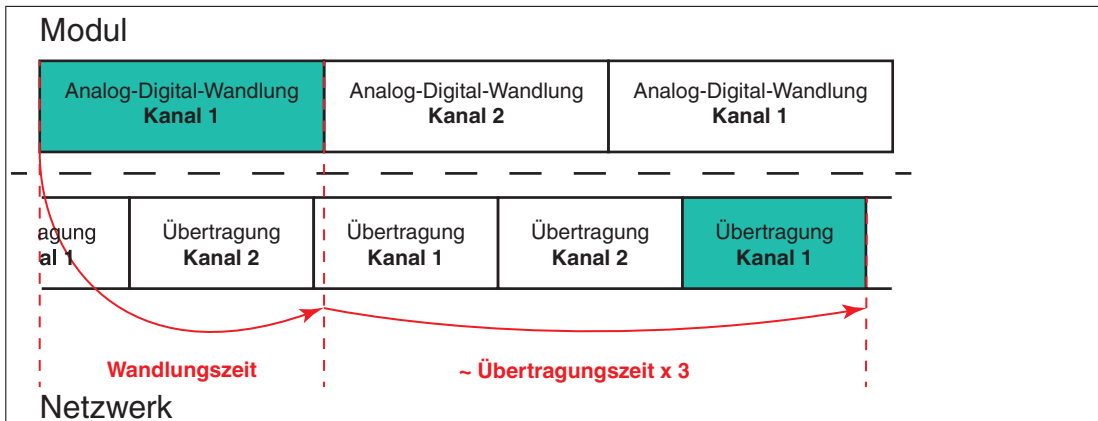 Modul
Analog-Digital-Wandlung
Kanal 1
Analog-Digital-Wandlung
Kanal 2
Analog-Digital-Wandlung
Kanal 1
agung
al 1
Übertragung
Kanal 2
Übertragung
Kanal 1
Übertragung
Kanal 2
Übertragung
Kanal 1
Wandlungszeit
~ Übertragungszeit x 3
Netzwerk